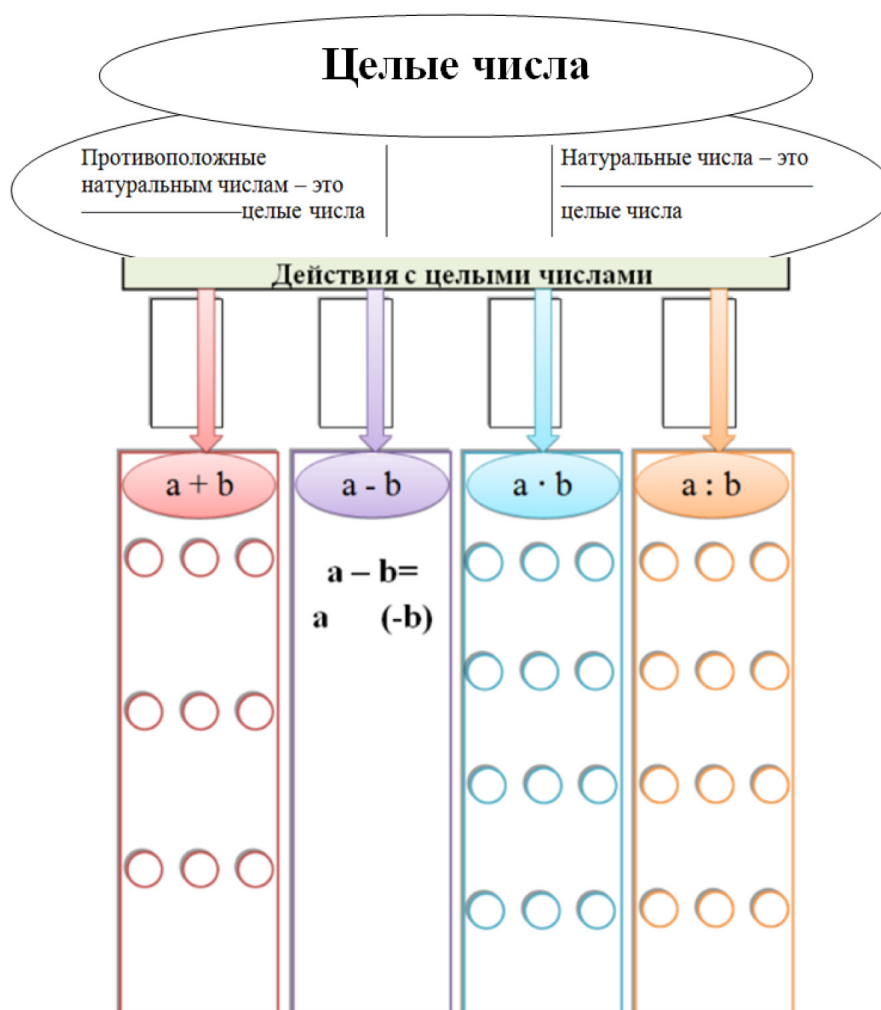 Целые числа
Противоположные
натуральным числам – это
целые числа
Натуральные числа – это
целые числа
Действия с целыми числами
a + b
a - b
a · b
a : b
a – b=
a (-b)